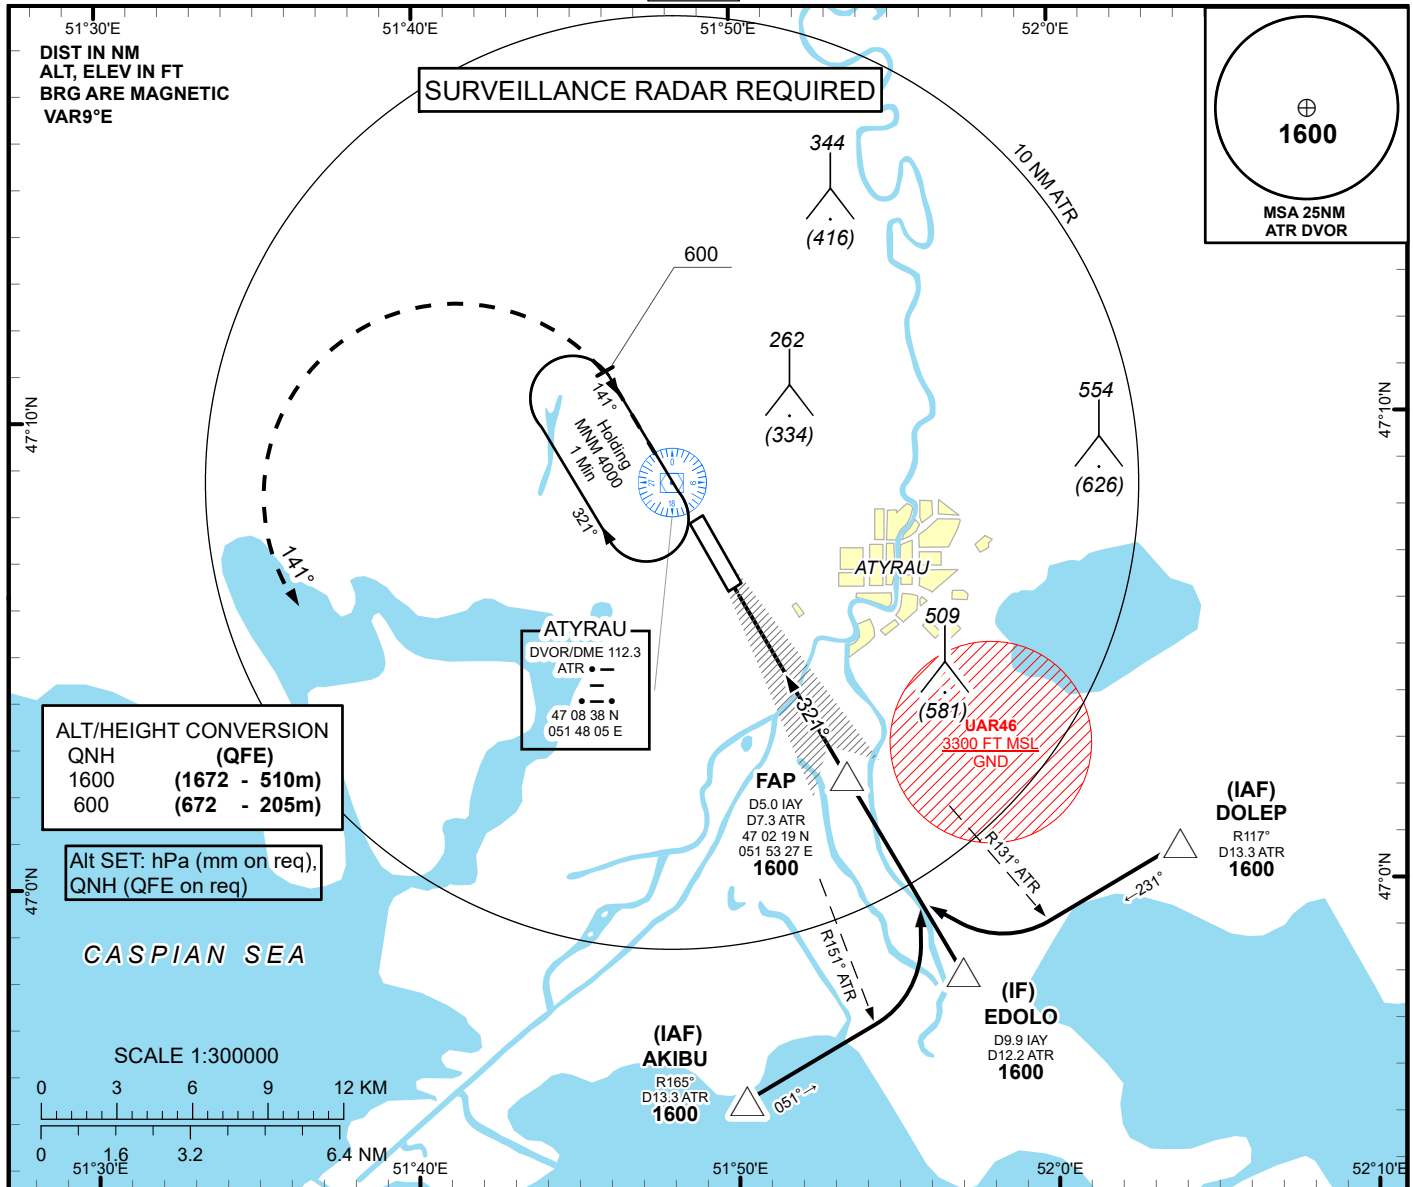 51°30'E
51°40'E
51°50'E
52°0'E
DIST IN NM
ALT, ELEV IN FT
BRG ARE MAGNETIC
VAR9°E
SURVEILLANCE RADAR REQUIRED
1600
MSA 25NM
ATR DVOR
10 NM ATR
344
(416)
600
262
(334)
554
(626)
47°10'N
47°10'N
141°
Holding
MNM 4000
1 Min
321°
0
9
18
27
141°
ATYRAU
509
(581)
ATYRAU
DVOR/DME 112.3
ATR
47 08 38 N
051 48 05 E
321°
UAR46
3300 FT MSL
GND
ALT/HEIGHT CONVERSION
QNH (QFE)
1600 (1672 - 510m)
600 (672 - 205m)
Alt SET: hPa (mm on req),
QNH (QFE on req)
FAP
D5.0 IAY
D7.3 ATR
47 02 19 N
051 53 27 E
1600
(IAF)
DOLEP
R117°
D13.3 ATR
1600
R131° ATR
←231°
47°0'N
47°0'N
CASPIAN SEA
R151° ATR
(IF)
EDOLO
D9.9 IAY
D12.2 ATR
1600
(IAF)
AKIBU
R165°
D13.3 ATR
1600
051°→
SCALE 1:300000
0 3 6 9 12 KM
0 1.6 3.2 6.4 NM
51°30'E
51°40'E
51°50'E
52°0'E
52°10'E